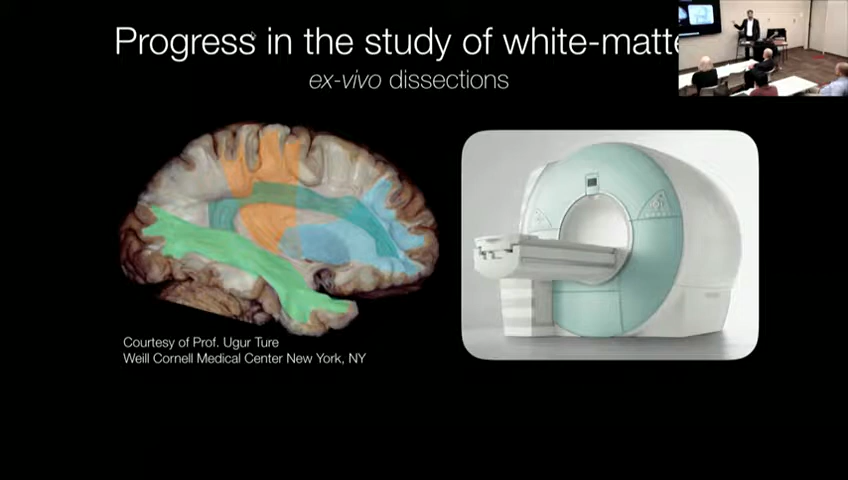 Progress in the study of white-matte
ex-vivo dissections
Courtesy of Prof. Ugur Ture
Weill Cornell Medical Center New York, NY